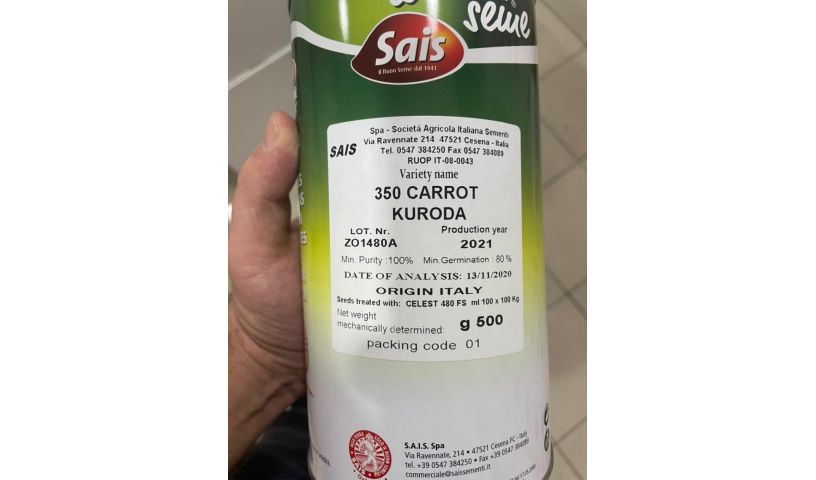 seme
®
Sais
Il Buon Seme dal 1941
Spa - Società Agricola Italiana Sementi
SAIS
Via Ravennate 214 47521 Cesena - Italia
Tel. 0547 384250 Fax 0547 384089
RUOP IT-08-0043
Variety name
350 CARROT
KURODA
LOT. Nr. Production year
ZO1480A 2021
Min. Purity :100% Min.Germination : 80 %
DATE OF ANALYSIS: 13/11/2020
ORIGIN ITALY
Seeds treated with: CELEST 480 FS ml 100 x 100 Kg
Net weight
mechanically determined: g 500
packing code 01
S.A.I.S. Spa
Via Ravennate, 214 • 47521 Cesena FC - Italy
tel. +39 0547 384250 • Fax +39 0547
commerciale@saissementi.it